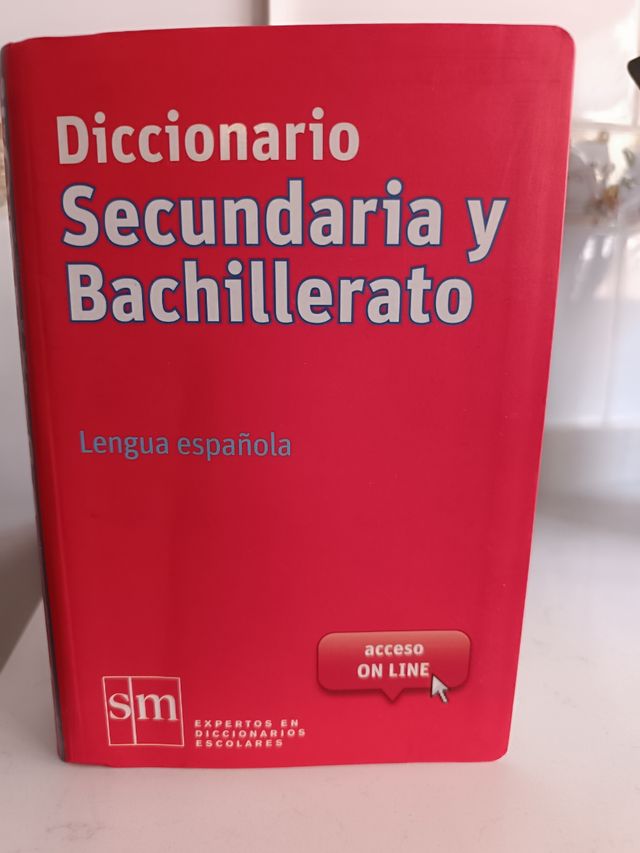 Diccionario
Secundaria y
Bachillerato
Lengua española
acceso
ON LINE
sm
EXPERTOS EN
DICCIONARIOS
ESCOLARES